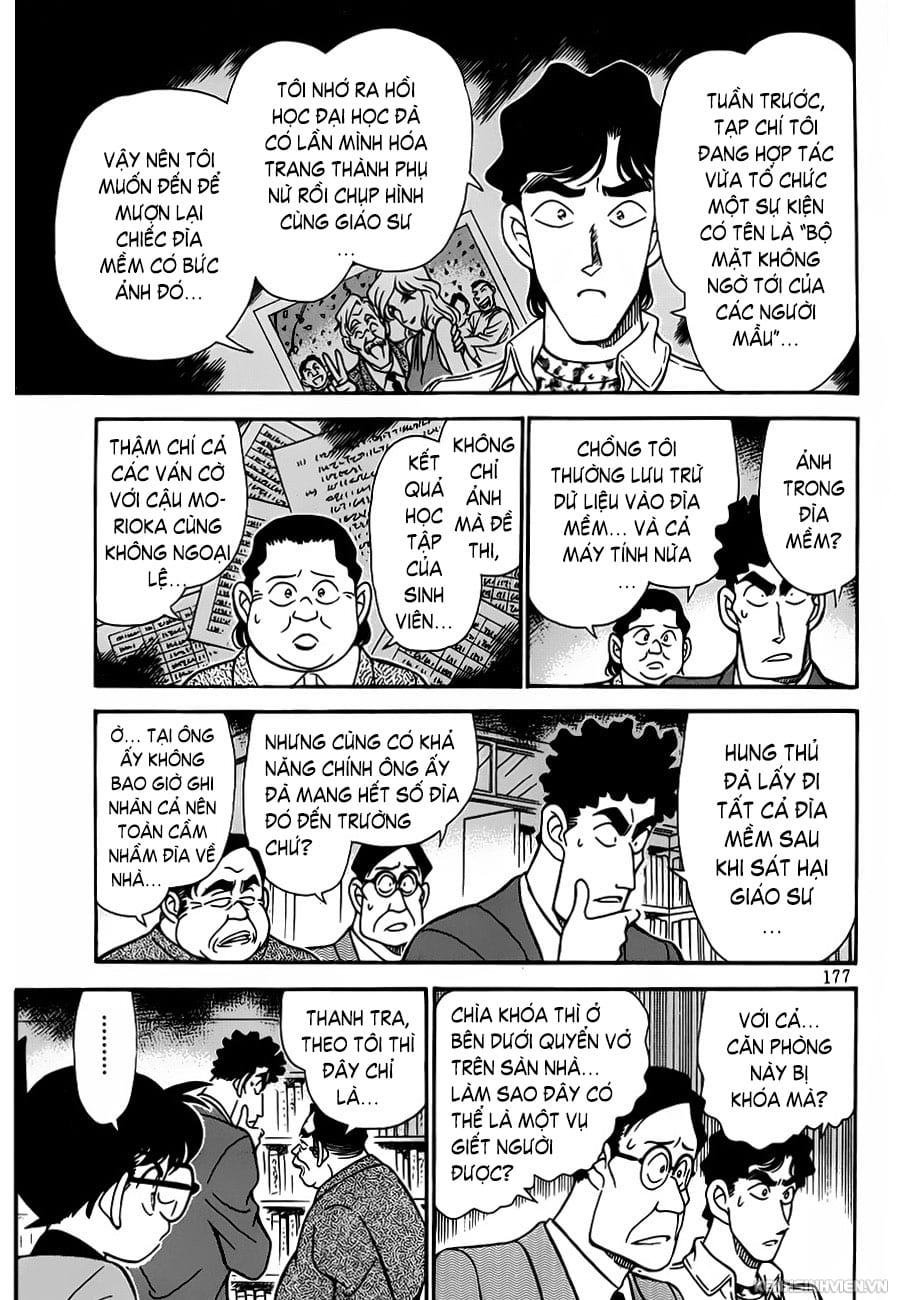 TUẦN TRƯỚC,
TẠP CHÍ TÔI
ĐANG HỢP TÁC
VỪA TỔ CHỨC
MỘT SỰ KIỆN
CÓ TÊN LÀ "BỘ
MẶT KHÔNG
NGỜ TỚI CỦA
CÁC NGƯỜI
MẪU"...
TÔI NHỚ RA HỒI
HỌC ĐẠI HỌC ĐÃ
CÓ LẦN MÌNH HÓA
TRANG THÀNH PHỤ
NỮ RỒI CHỤP HÌNH
CÙNG GIÁO SƯ
...
VẬY NÊN TÔI
MUỐN ĐẾN ĐỂ
MƯỢN LẠI
CHIẾC ĐĨA
MỀM CÓ BỨC
ẢNH ĐÓ...
ẢNH
TRONG
ĐĨA
MỀM?
CHỒNG TÔI
THƯỜNG LƯU TRỮ
DỮ LIỆU VÀO ĐĨA
MỀM... VÀ CẢ
MÁY TÍNH NỮA
...
KHÔNG
CHỈ ẢNH
MÀ ĐỀ
THI,
KẾT
QUẢ
HỌC
TẬP
CỦA
SINH
VIÊN...
THẬM CHÍ CẢ
CÁC VÁN CỜ
VỚI CẬU MO-
RIOKA CŨNG
KHÔNG NGOẠI
LỆ...
HUNG THỦ
ĐÃ LẤY ĐI
TẤT CẢ ĐĨA
MỀM SAU
KHI SÁT HẠI
GIÁO SƯ
...
NHƯNG CŨNG CÓ KHẢ
NĂNG CHÍNH ÔNG ẤY
ĐÃ MANG HẾT SỐ ĐĨA
ĐÓ ĐẾN TRƯỜNG
CHỨ?
Ờ... TẠI ÔNG
ẤY KHÔNG
BAO GIỜ GHI
NHÃN CẢ NÊN
TOÀN CẦM
NHẦM ĐĨA VỀ
NHÀ...
177
VỚI CẢ...
CĂN PHÒNG
NÀY BỊ
KHÓA MÀ?
CHÌA KHÓA THÌ Ở
BÊN DƯỚI QUYỂN VỞ
TRÊN SÀN NHÀ...
LÀM SAO ĐÂY CÓ
THỂ LÀ MỘT VỤ
GIẾT NGƯỜI
ĐƯỢC?
THANH TRA,
THEO TÔI THÌ
ĐÂY CHỈ
LÀ...
.........